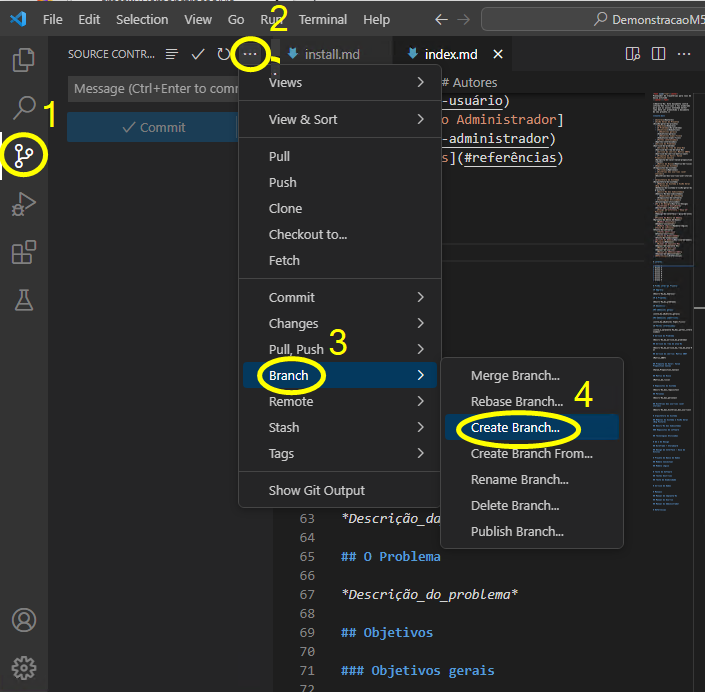 2
File Edit Selection View Go Run Terminal Help
DemonstracaoM5
SOURCE CONTR...
install.md
index.md
1
Message (Ctrl+Enter to comm
Views
# Autores
-usuário)
Commit
View & Sort
o Administrador]
-administrador)
Pull
s](#referências)
Push
Clone
Checkout to...
Fetch
Commit
Changes
Pull, Push
3
Branch
Merge Branch...
Remote
Rebase Branch...
4
Stash
Create Branch...
Tags
Create Branch From...
Rename Branch...
Show Git Output
Delete Branch...
63 *Descrição_da
Publish Branch...
64
65 ## O Problema
66
67 *Descrição_do_problema*
68
69 ## Objetivos
70
71 ### Objetivos gerais
72